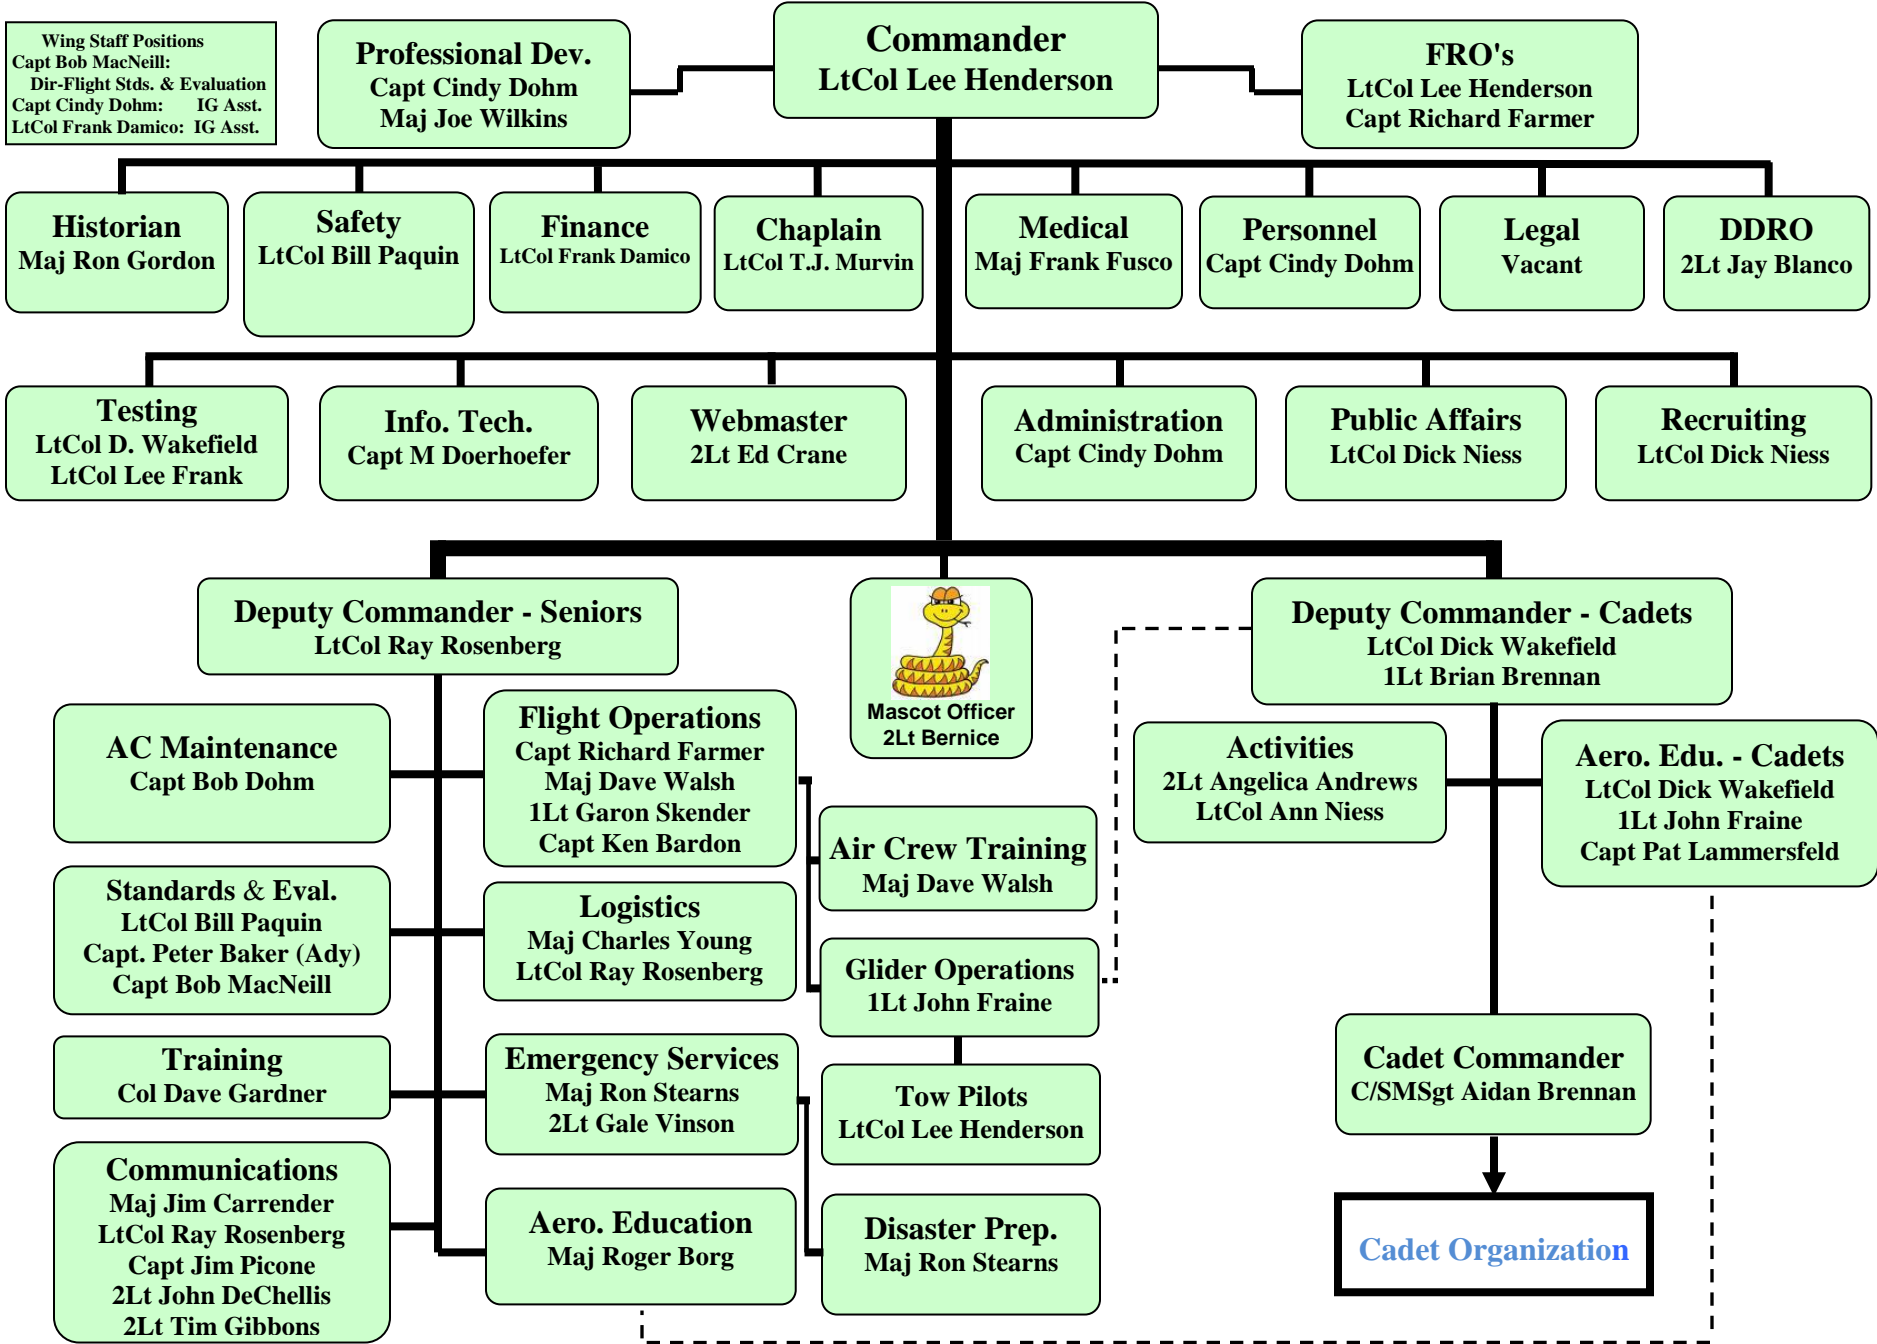 Wing Staff Positions
Capt Bob MacNeill:
Dir-Flight Stds. & Evaluation
Capt Cindy Dohm: IG Asst.
LtCol Frank Damico: IG Asst.
Professional Dev.
Capt Cindy Dohm
Maj Joe Wilkins
Commander
LtCol Lee Henderson
FRO's
LtCol Lee Henderson
Capt Richard Farmer
Historian
Maj Ron Gordon
Safety
LtCol Bill Paquin
Finance
LtCol Frank Damico
Chaplain
LtCol T.J. Murvin
Medical
Maj Frank Fusco
Personnel
Capt Cindy Dohm
Legal
Vacant
DDRO
2Lt Jay Blanco
Testing
LtCol D. Wakefield
LtCol Lee Frank
Info. Tech.
Capt M Doerhoefer
Webmaster
2Lt Ed Crane
Administration
Capt Cindy Dohm
Public Affairs
LtCol Dick Niess
Recruiting
LtCol Dick Niess
Deputy Commander - Seniors
LtCol Ray Rosenberg
Mascot Officer
2Lt Bernice
Deputy Commander - Cadets
LtCol Dick Wakefield
1Lt Brian Brennan
AC Maintenance
Capt Bob Dohm
Flight Operations
Capt Richard Farmer
Maj Dave Walsh
1Lt Garon Skender
Capt Ken Bardon
Activities
2Lt Angelica Andrews
LtCol Ann Niess
Aero. Edu. - Cadets
LtCol Dick Wakefield
1Lt John Fraine
Capt Pat Lammersfeld
Air Crew Training
Maj Dave Walsh
Standards & Eval.
LtCol Bill Paquin
Capt. Peter Baker (Ady)
Capt Bob MacNeill
Logistics
Maj Charles Young
LtCol Ray Rosenberg
Glider Operations
1Lt John Fraine
Training
Col Dave Gardner
Emergency Services
Maj Ron Stearns
2Lt Gale Vinson
Tow Pilots
LtCol Lee Henderson
Cadet Commander
C/SMSgt Aidan Brennan
Communications
Maj Jim Carrender
LtCol Ray Rosenberg
Capt Jim Picone
2Lt John DeChellis
2Lt Tim Gibbons
Aero. Education
Maj Roger Borg
Disaster Prep.
Maj Ron Stearns
Cadet Organization